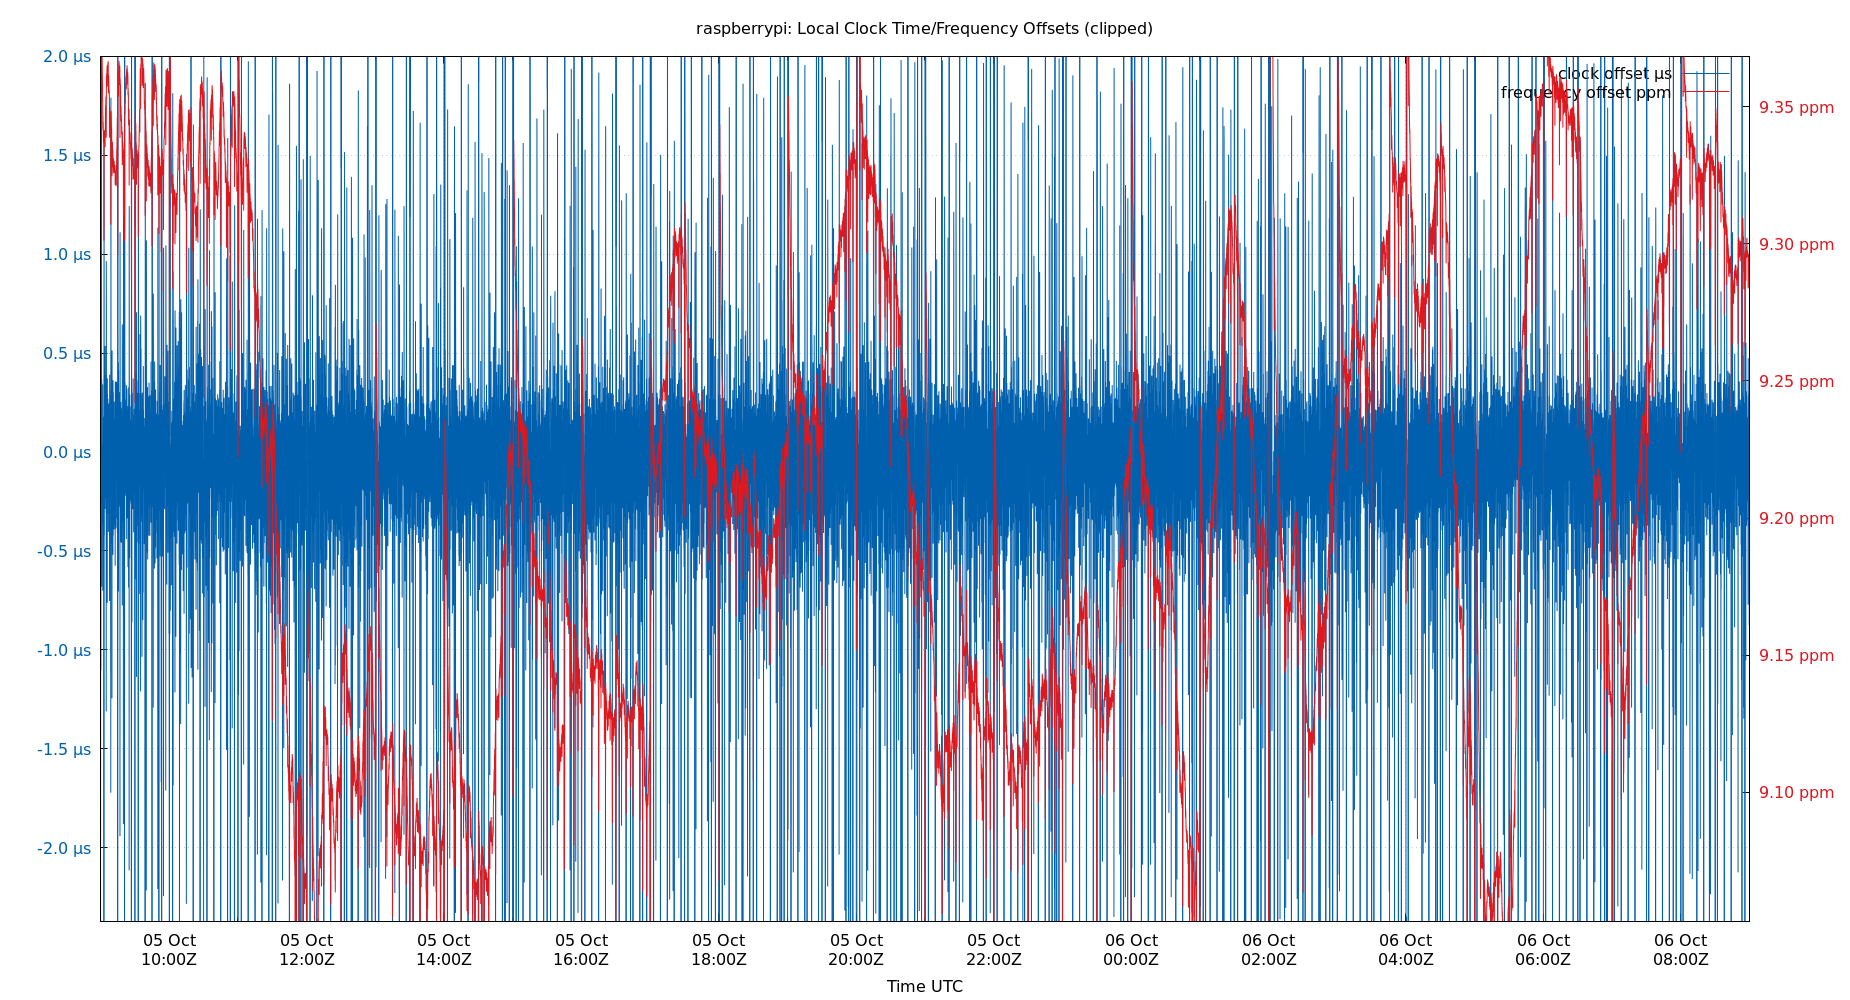 raspberrypi: Local Clock Time/Frequency Offsets (clipped)
2.0 µs
1.5 µs
1.0 µs
0.5 µs
0.0 µs
-0.5 µs
-1.0 µs
-1.5 µs
-2.0 µs
clock offset µs
frequency offset ppm
9.35 ppm
9.30 ppm
9.25 ppm
9.20 ppm
9.15 ppm
9.10 ppm
05 Oct 05 Oct 05 Oct 05 Oct 05 Oct 05 Oct 05 Oct 06 Oct 06 Oct 06 Oct 06 Oct 06 Oct
10:00Z 12:00Z 14:00Z 16:00Z 18:00Z 20:00Z 22:00Z 00:00Z 02:00Z 04:00Z 06:00Z 08:00Z
Time UTC